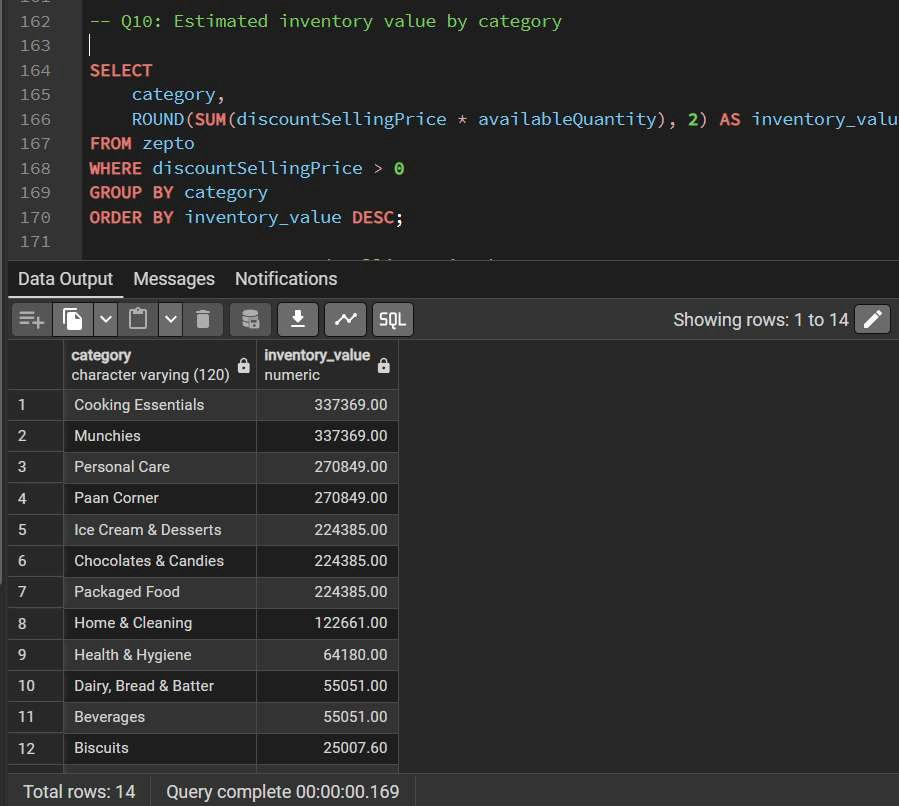 162 -- Q10: Estimated inventory value by category
163
164 SELECT
165 category,
166 ROUND(SUM(discountSellingPrice * availableQuantity), 2) AS inventory_valu
167 FROM zepto
168 WHERE discountSellingPrice > 0
169 GROUP BY category
170 ORDER BY inventory_value DESC;
171
Data Output Messages Notifications
SQL Showing rows: 1 to 14
category inventory_value
character varying (120) numeric
1 Cooking Essentials 337369.00
2 Munchies 337369.00
3 Personal Care 270849.00
4 Paan Corner 270849.00
5 Ice Cream & Desserts 224385.00
6 Chocolates & Candies 224385.00
7 Packaged Food 224385.00
8 Home & Cleaning 122661.00
9 Health & Hygiene 64180.00
10 Dairy, Bread & Batter 55051.00
11 Beverages 55051.00
12 Biscuits 25007.60
Total rows: 14 Query complete 00:00:00.169